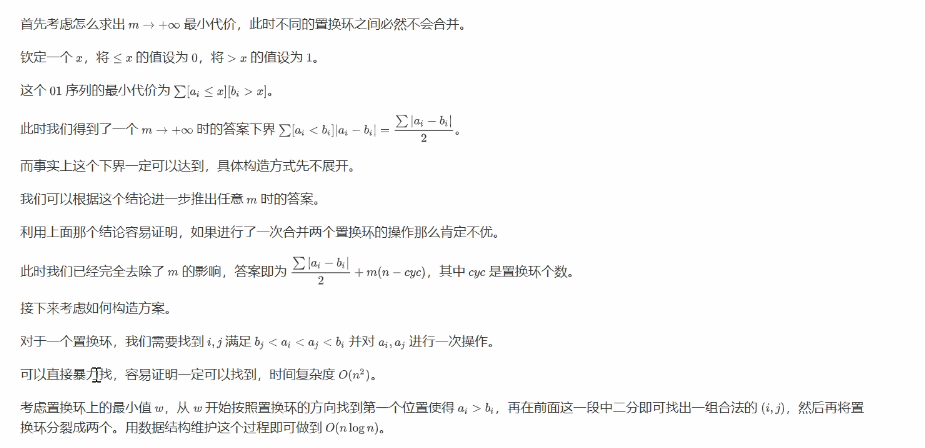 首先考虑怎么求出 m → +∞ 最小代价，此时不同的置换环之间必然不会合并。
钦定一个 x，将 ≤ x 的值设为 0，将 > x 的值设为 1。
这个 01 序列的最小代价为 ∑[a_i ≤ x][b_i > x]。
此时我们得到了一个 m → +∞ 时的答案下界 ∑[a_i < b_i]|a_i − b_i| = \frac{∑|a_i − b_i|}{2}。
而事实上这个下界一定可以达到，具体构造方式先不展开。
我们可以根据这个结论进一步推出任意 m 时的答案。
利用上面那个结论容易证明，如果进行了一次合并两个置换环的操作那么肯定不优。
此时我们已经完全去除了 m 的影响，答案即为 \frac{∑|a_i − b_i|}{2} + m(n − cyc)，其中 cyc 是置换环个数。
接下来考虑如何构造方案。
对于一个置换环，我们需要找到 i, j 满足 b_j < a_i < a_j < b_i 并对 a_i, a_j 进行一次操作。
可以直接暴力找，容易证明一定可以找到，时间复杂度 O(n²)。
考虑置换环上的最小值 w，从 w 开始按照置换环的方向找到第一个位置使得 a_i > b_i，再在前面这一段中二分即可找出一组合法的 (i, j)，然后再将置
换环分裂成两个。用数据结构维护这个过程即可做到 O(n log n)。